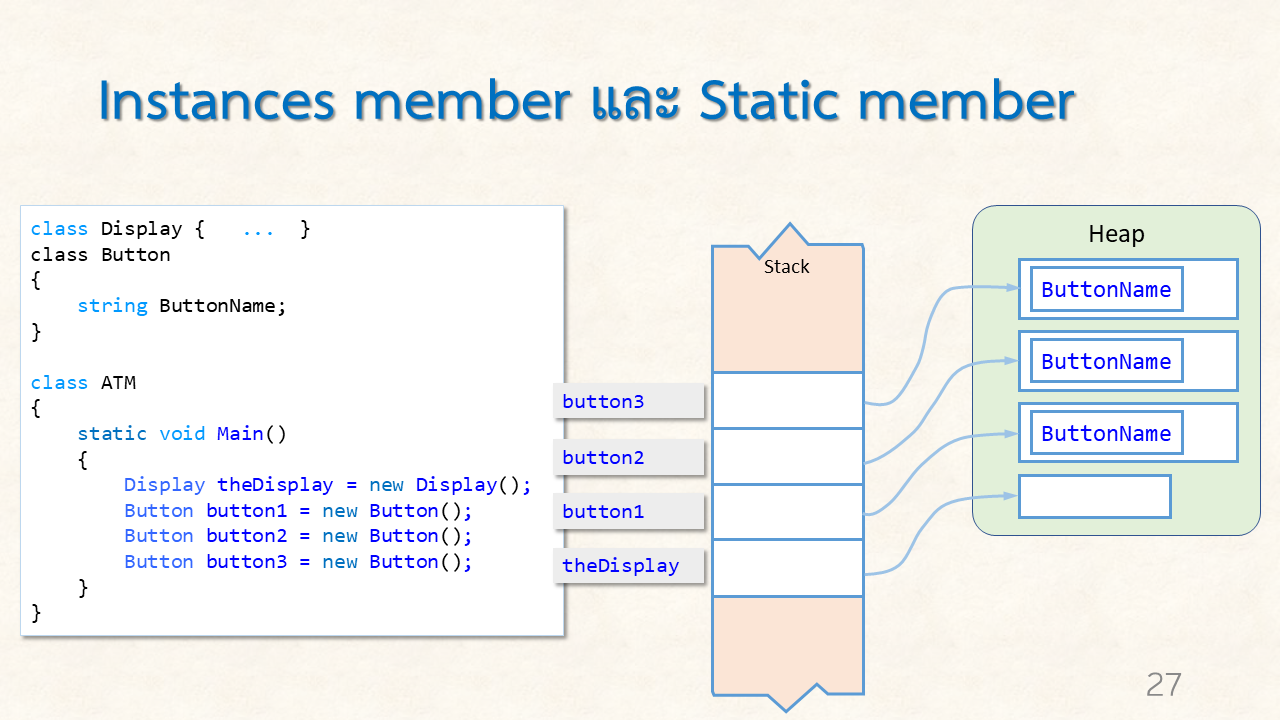 Instances member และ Static member
class Display {   ...  }
class Button
{
    string ButtonName;
}
class ATM
{
    static void Main()
    {
        Display theDisplay = new Display();
        Button button1 = new Button();
        Button button2 = new Button();
        Button button3 = new Button();
    }
}
button3
button2
button1
theDisplay
Stack
Heap
ButtonName
ButtonName
ButtonName
27